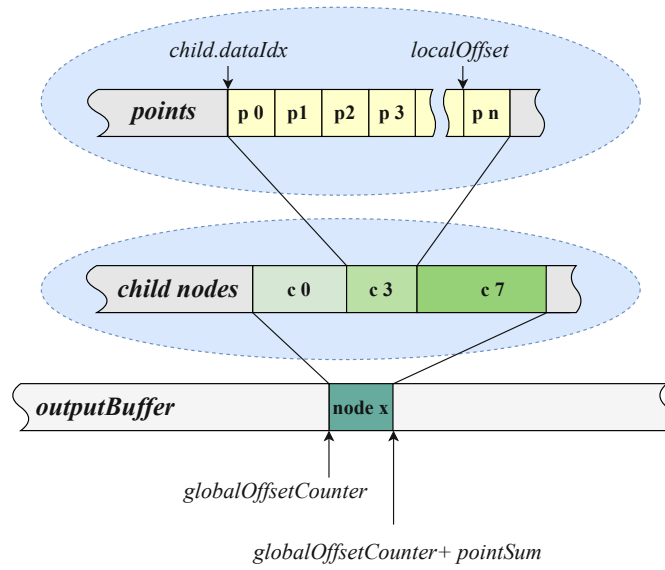 child.dataIdx localOffset
points p 0 p1 p2 p 3 p n
child nodes c 0 c 3 c 7
outputBuffer node x
globalOffsetCounter
globalOffsetCounter+ pointSum